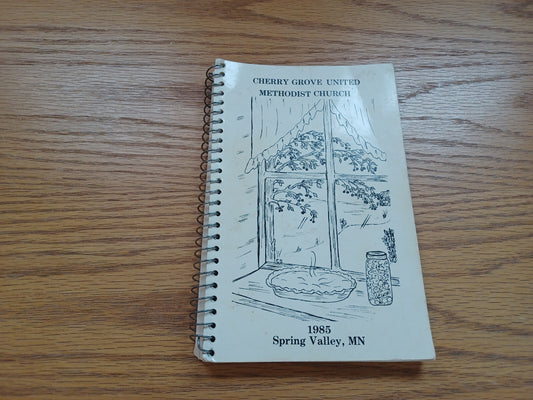 CHERRY GROVE UNITED
METHODIST CHURCH
1985
Spring Valley, MN